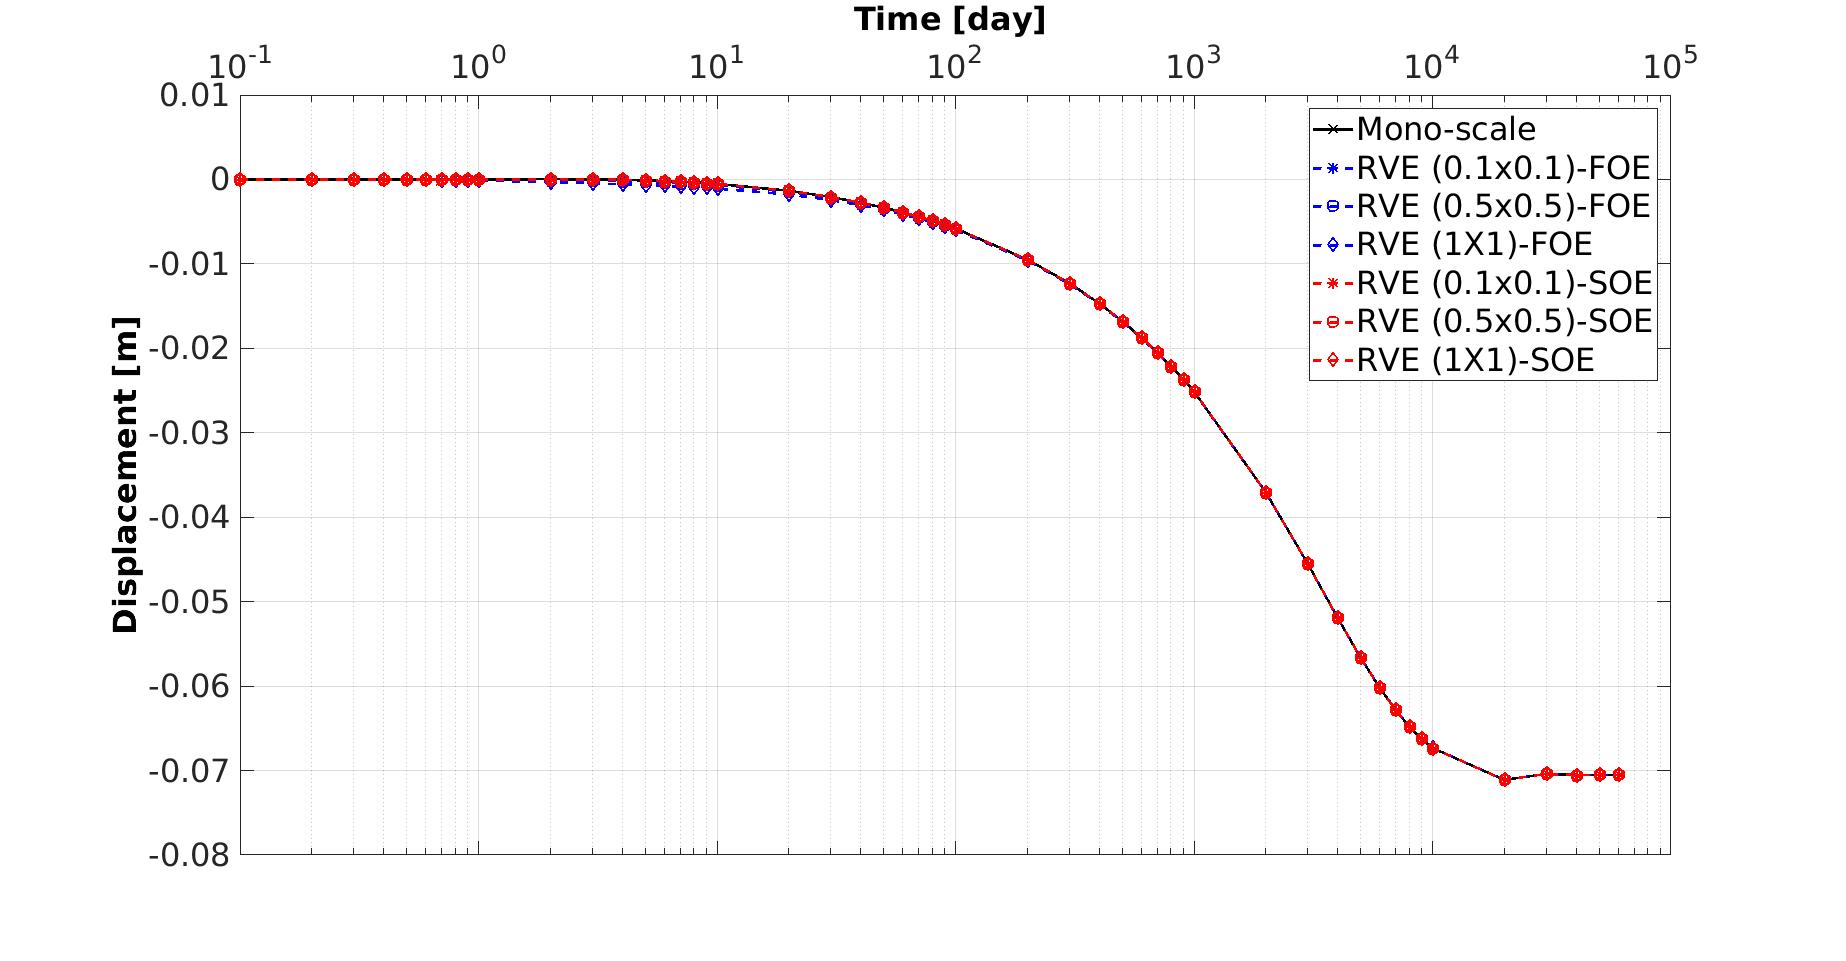 Time [day]
10^-1 10^0 10^1 10^2 10^3 10^4 10^5
0.01
0
-0.01
-0.02
-0.03
-0.04
-0.05
-0.06
-0.07
-0.08
Displacement [m]
Mono-scale
RVE (0.1x0.1)-FOE
RVE (0.5x0.5)-FOE
RVE (1X1)-FOE
RVE (0.1x0.1)-SOE
RVE (0.5x0.5)-SOE
RVE (1X1)-SOE